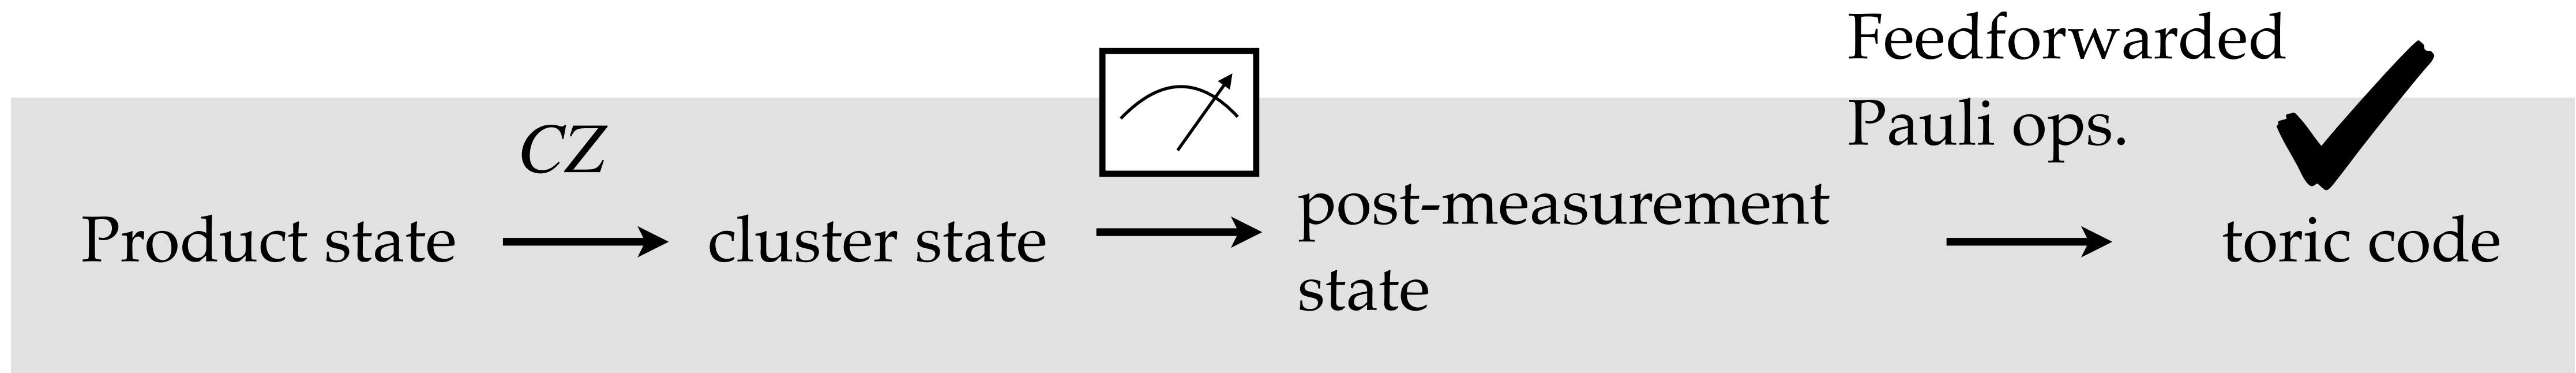 Feedforwarded
Pauli ops.
CZ
Product state
cluster state
post-measurement
state
toric code